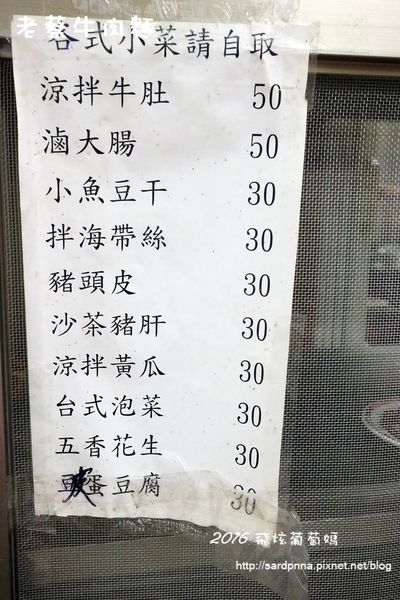 老蔡牛肉麵
各式小菜請自取
涼拌牛肚 50
滷大腸 50
小魚豆干 30
拌海帶絲 30
豬頭皮 30
沙茶豬肝 30
涼拌黃瓜 30
台式泡菜 30
五香花生 30
皮蛋豆腐 30
2016 飛炫葡萄媽
http://sardpnna.pixnet.net/blog